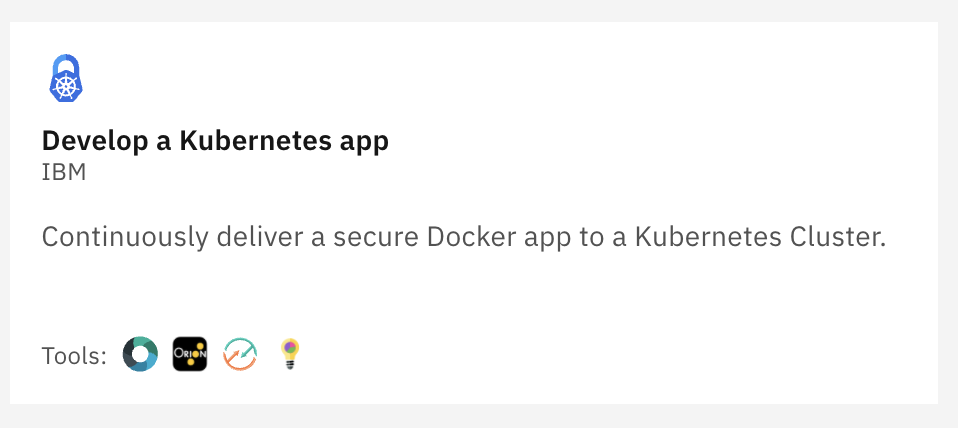 Develop a Kubernetes app
IBM
Continuously deliver a secure Docker app to a Kubernetes Cluster.
Tools: ORION